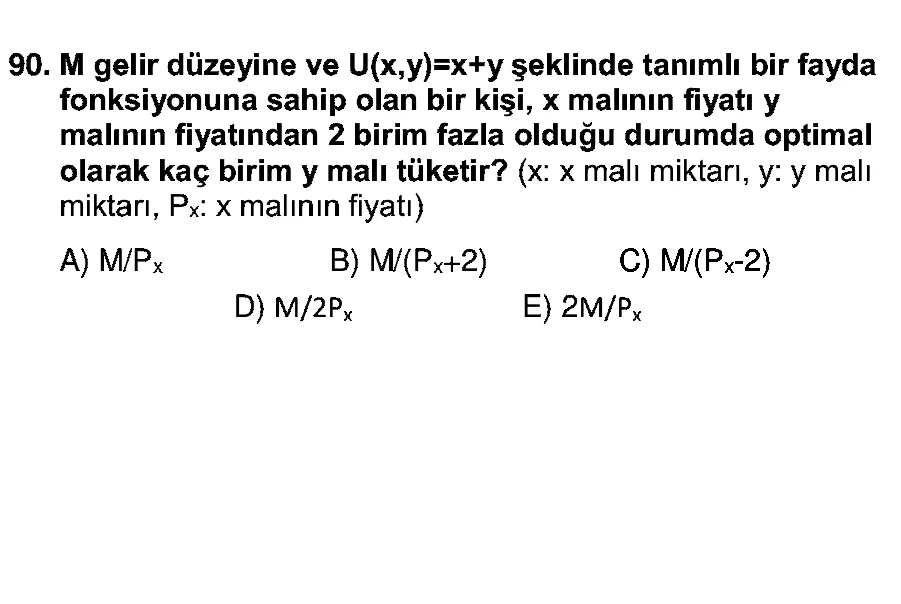 90. M gelir düzeyine ve U(x,y)=x+y şeklinde tanımlı bir fayda
fonksiyonuna sahip olan bir kişi, x malının fiyatı y
malının fiyatından 2 birim fazla olduğu durumda optimal
olarak kaç birim y malı tüketir? (x: x malı miktarı, y: y malı
miktarı, Px: x malının fiyatı)
A) M/Px B) M/(Px+2) C) M/(Px-2)
D) M/2Px E) 2M/Px